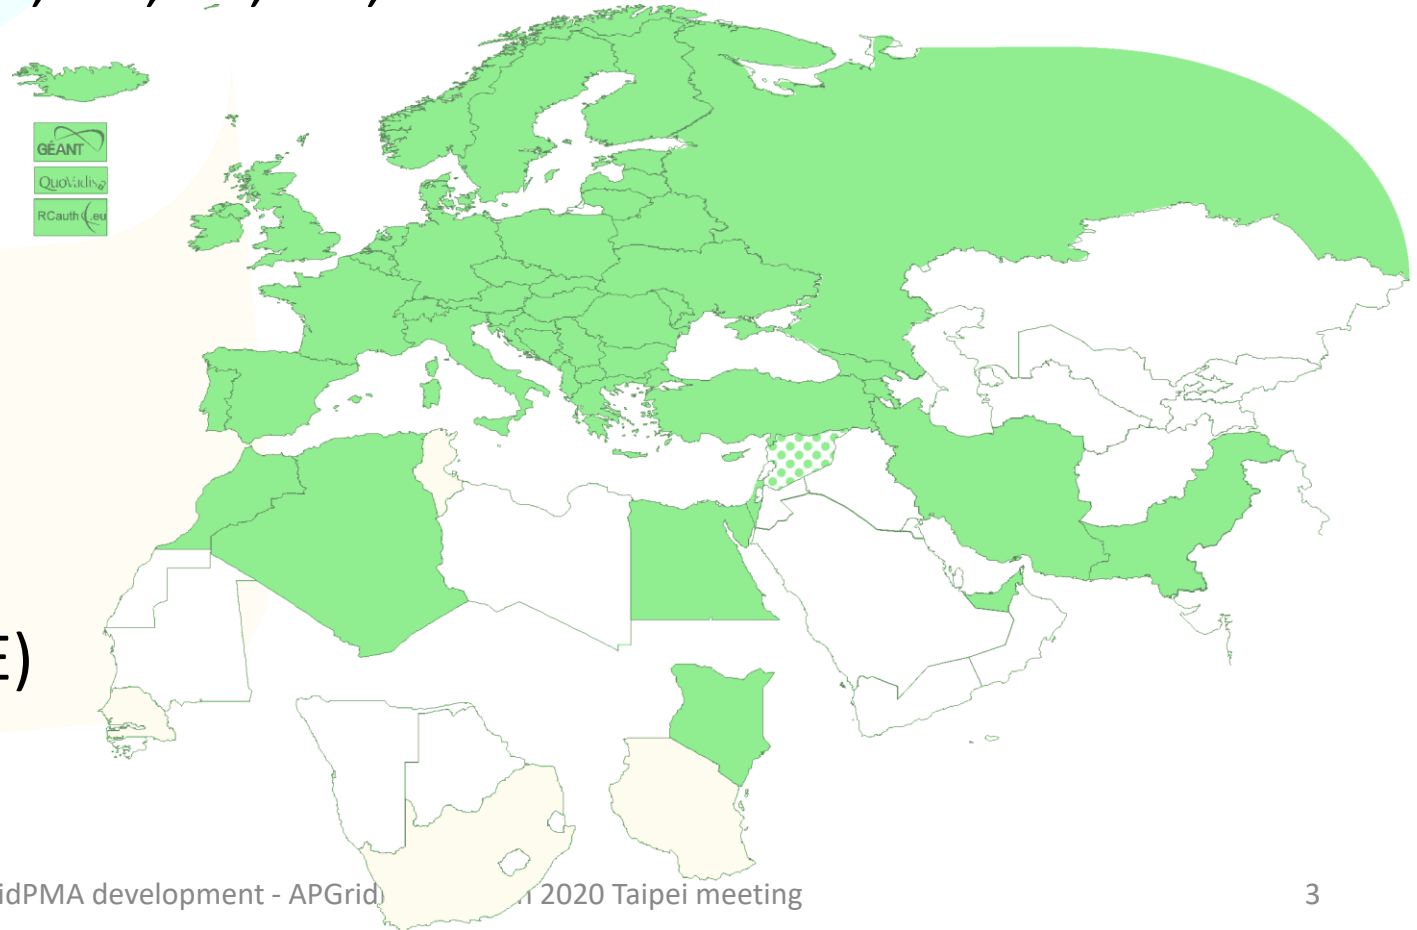 GÉANT
QuoVadis
RCauth .eu
E)
idPMA development - APGrid 2020 Taipei meeting
3